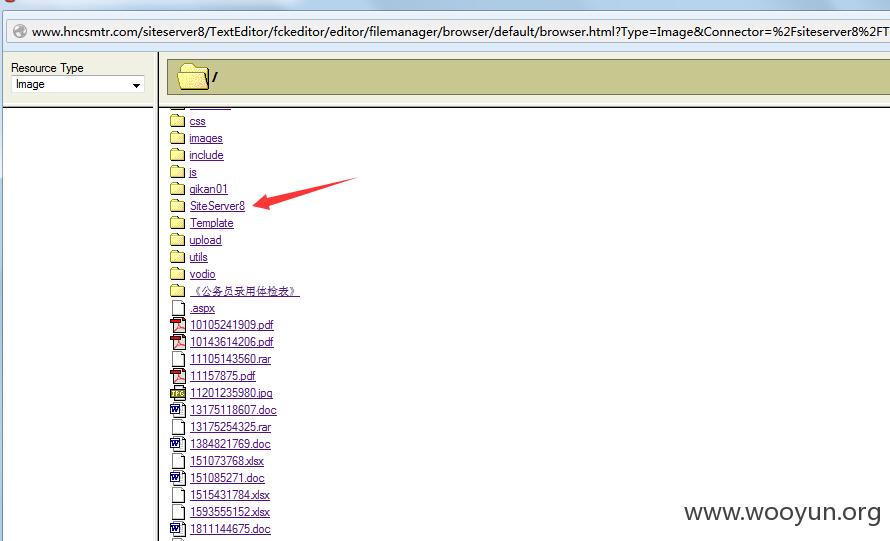 www.hncsmtr.com/siteserver8/TextEditor/fckeditor/editor/filemanager/browser/default/browser.html?Type=Image&Connector=%2Fsiteserver8%2FT
Resource Type
Image
/
css
images
include
js
qikan01
SiteServer8
Template
upload
utils
vodio
《公务员录用体检表》
.aspx
10105241909.pdf
10143614206.pdf
11105143560.rar
11157875.pdf
11201235980.jpg
13175118607.doc
13175254325.rar
1384821769.doc
151073768.xlsx
151085271.doc
1515431784.xlsx
1593555152.xlsx
1811144675.doc
www.wooyun.org